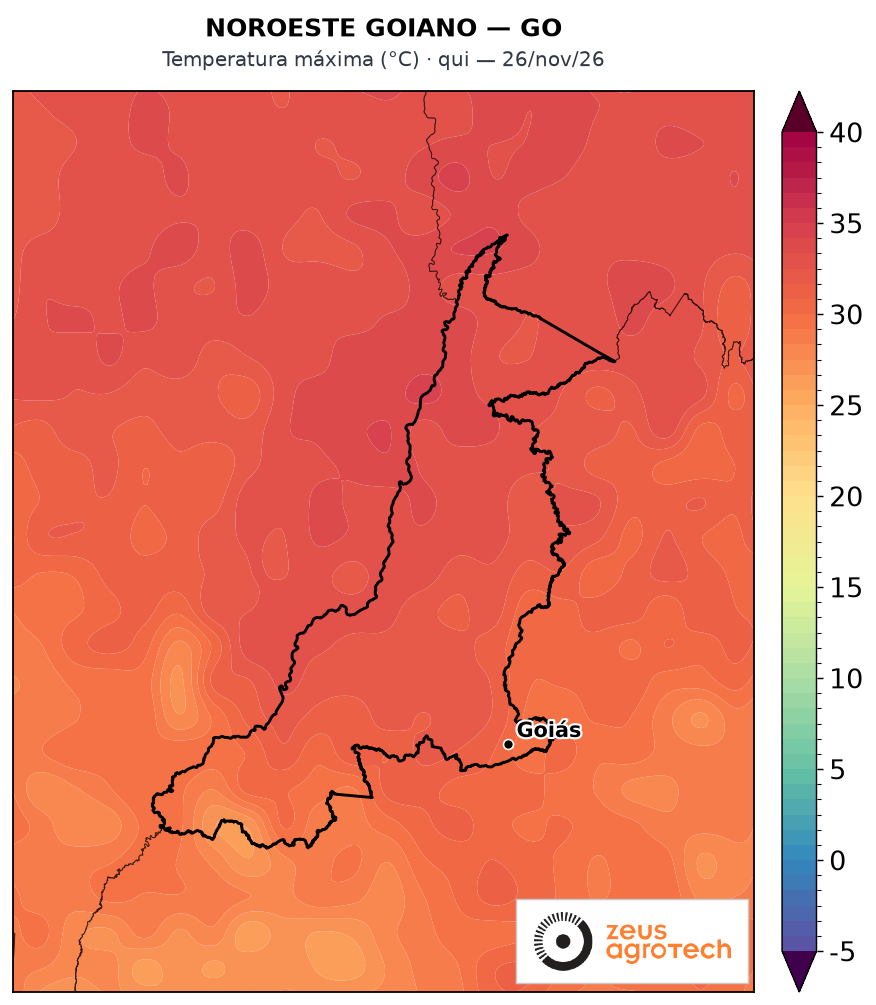 NOROESTE GOIANO — GO
Temperatura máxima (°C) · qui — 26/nov/26
40
35
30
25
20
15
10
5
0
-5
Goiás
zeus
agrotech